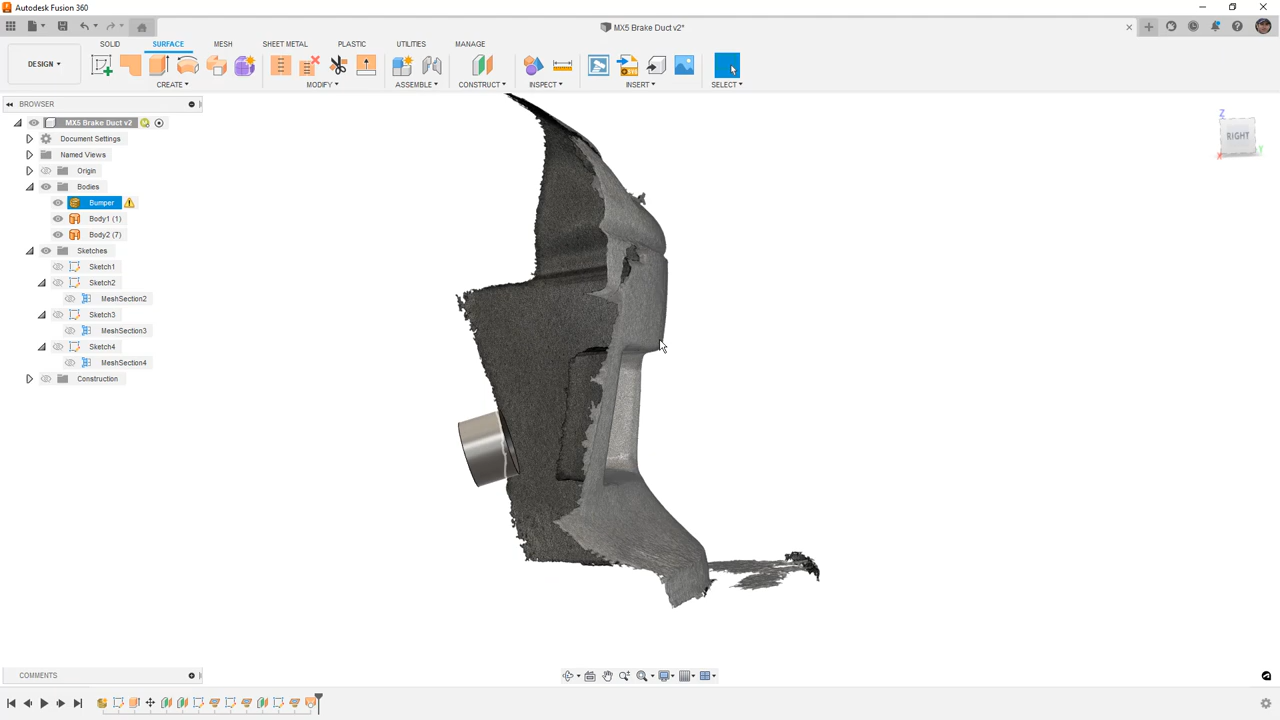 Autodesk Fusion 360
MX5 Brake Duct v2*
DESIGN
SOLID
SURFACE
MESH
SHEET METAL
PLASTIC
UTILITIES
MANAGE
CREATE
MODIFY
ASSEMBLE
CONSTRUCT
INSPECT
INSERT
SELECT
BROWSER
MX5 Brake Duct v2
Document Settings
Named Views
Origin
Bodies
Bumper
Body1 (1)
Body2 (7)
Sketches
Sketch1
Sketch2
MeshSection2
Sketch3
MeshSection3
Sketch4
MeshSection4
Construction
Z
RIGHT
X
Y
COMMENTS